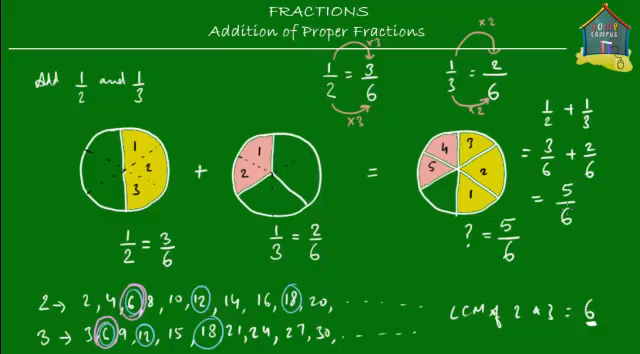 FRACTIONS
Addition of Proper Fractions
HOME CAMPUS
Add 1/2 and 1/3
×3
1/2 = 3/6
×3
×2
1/3 = 2/6
×2
1/2 + 1/3
= 3/6 + 2/6
= 5/6
1 2 3 + 1 2 = 4 3 5 2 1
1/2 = 3/6
1/3 = 2/6
? = 5/6
2 → 2, 4, 6, 8, 10, 12, 14, 16, 18, 20, . . . . . . . .
3 → 3, 6, 9, 12, 15, 18, 21, 24, 27, 30, . . . . . . .
LCM of 2 & 3 = 6